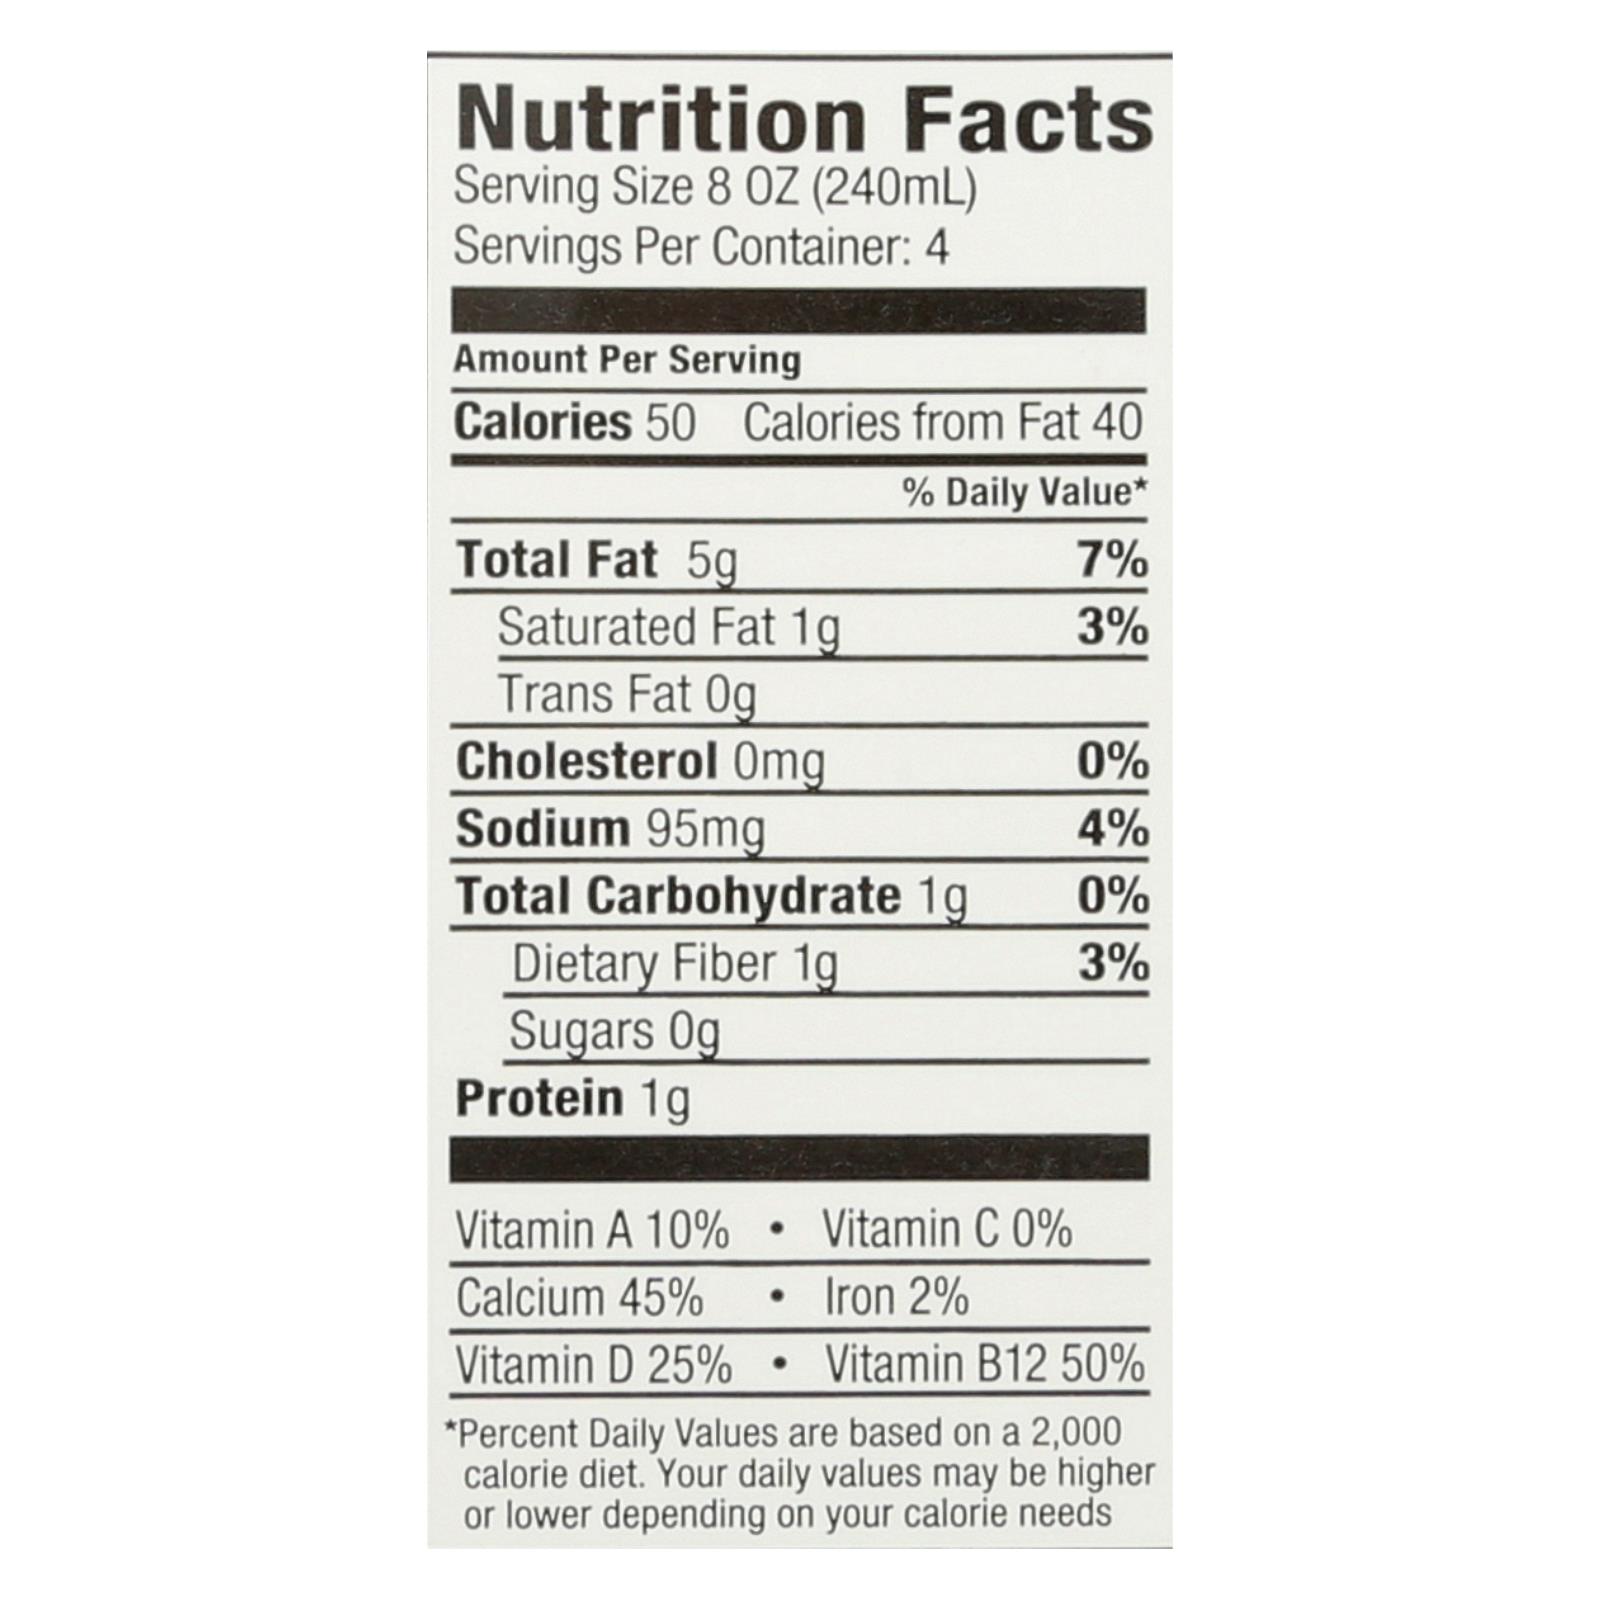 Nutrition Facts
Serving Size 8 OZ (240mL)
Servings Per Container: 4
Amount Per Serving
Calories 50 Calories from Fat 40
% Daily Value*
Total Fat 5g 7%
Saturated Fat 1g 3%
Trans Fat 0g
Cholesterol 0mg 0%
Sodium 95mg 4%
Total Carbohydrate 1g 0%
Dietary Fiber 1g 3%
Sugars 0g
Protein 1g
Vitamin A 10% • Vitamin C 0%
Calcium 45% • Iron 2%
Vitamin D 25% • Vitamin B12 50%
*Percent Daily Values are based on a 2,000
calorie diet. Your daily values may be higher
or lower depending on your calorie needs